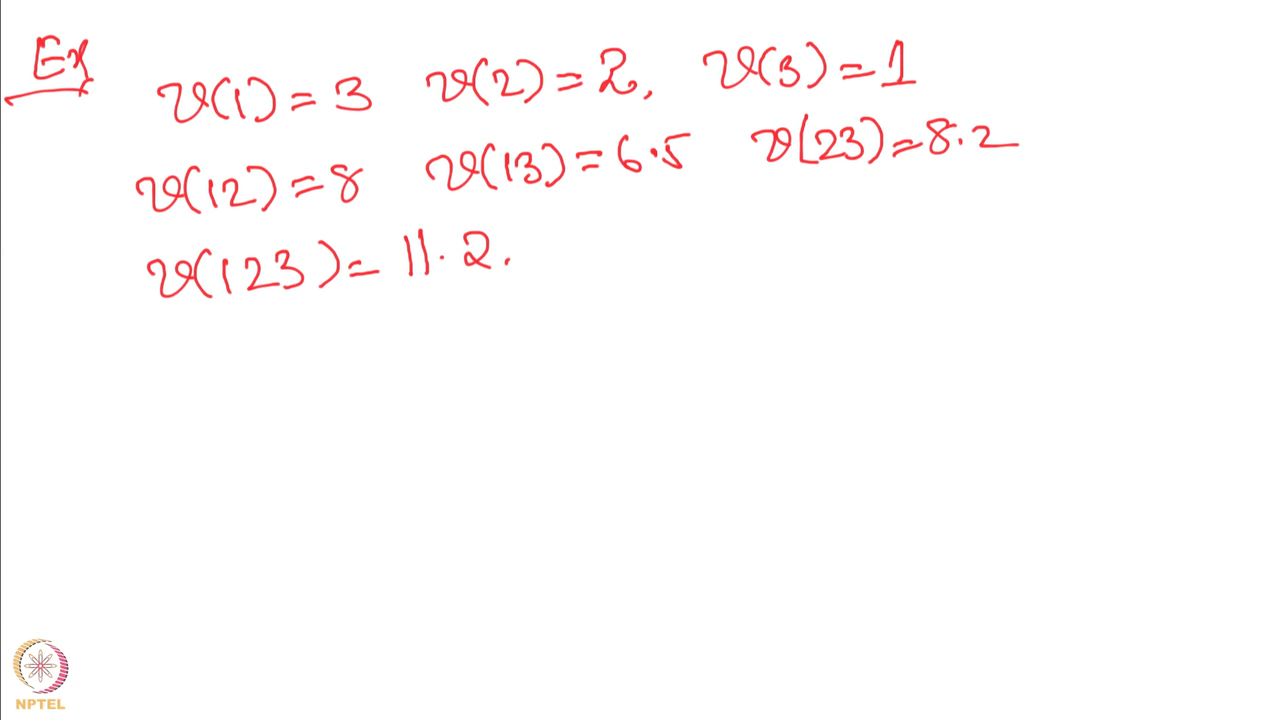 Ex
v(1) = 3 v(2) = 2, v(3) = 1
v(12) = 8 v(13) = 6.5 v(23) = 8.2
v(123) = 11.2.
NPTEL